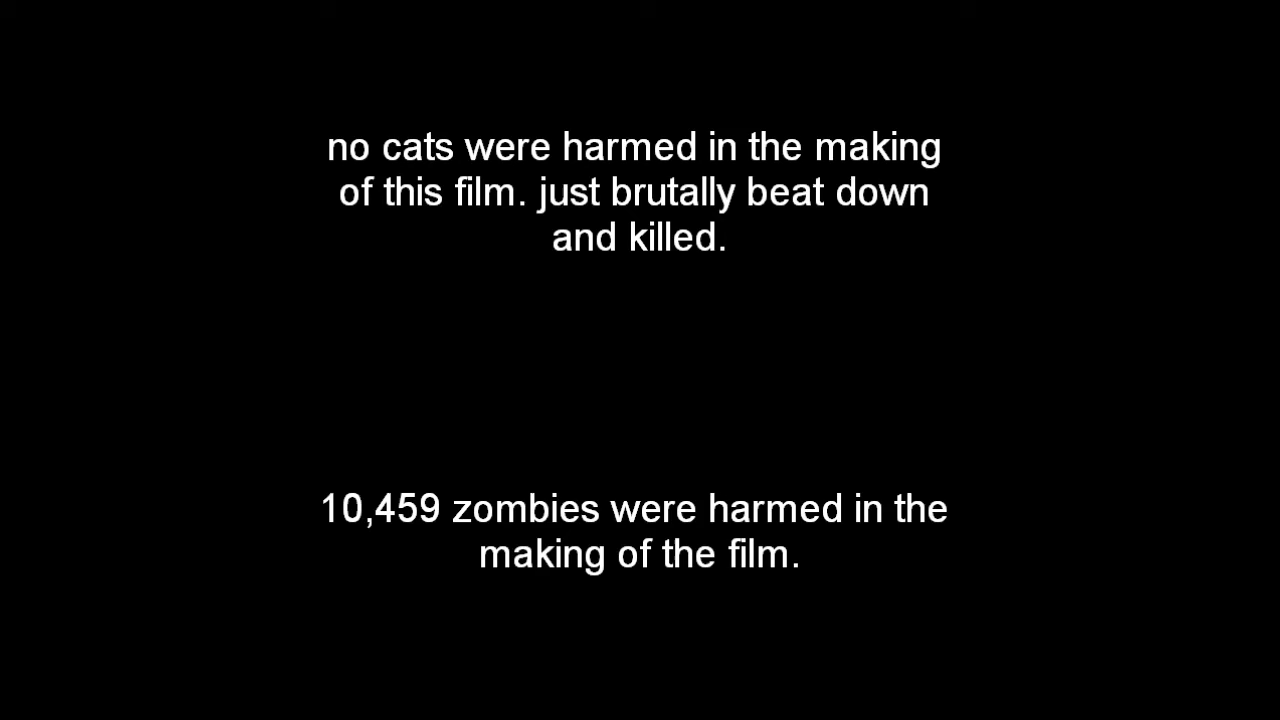 no cats were harmed in the making
of this film. just brutally beat down
and killed.
10,459 zombies were harmed in the
making of the film.